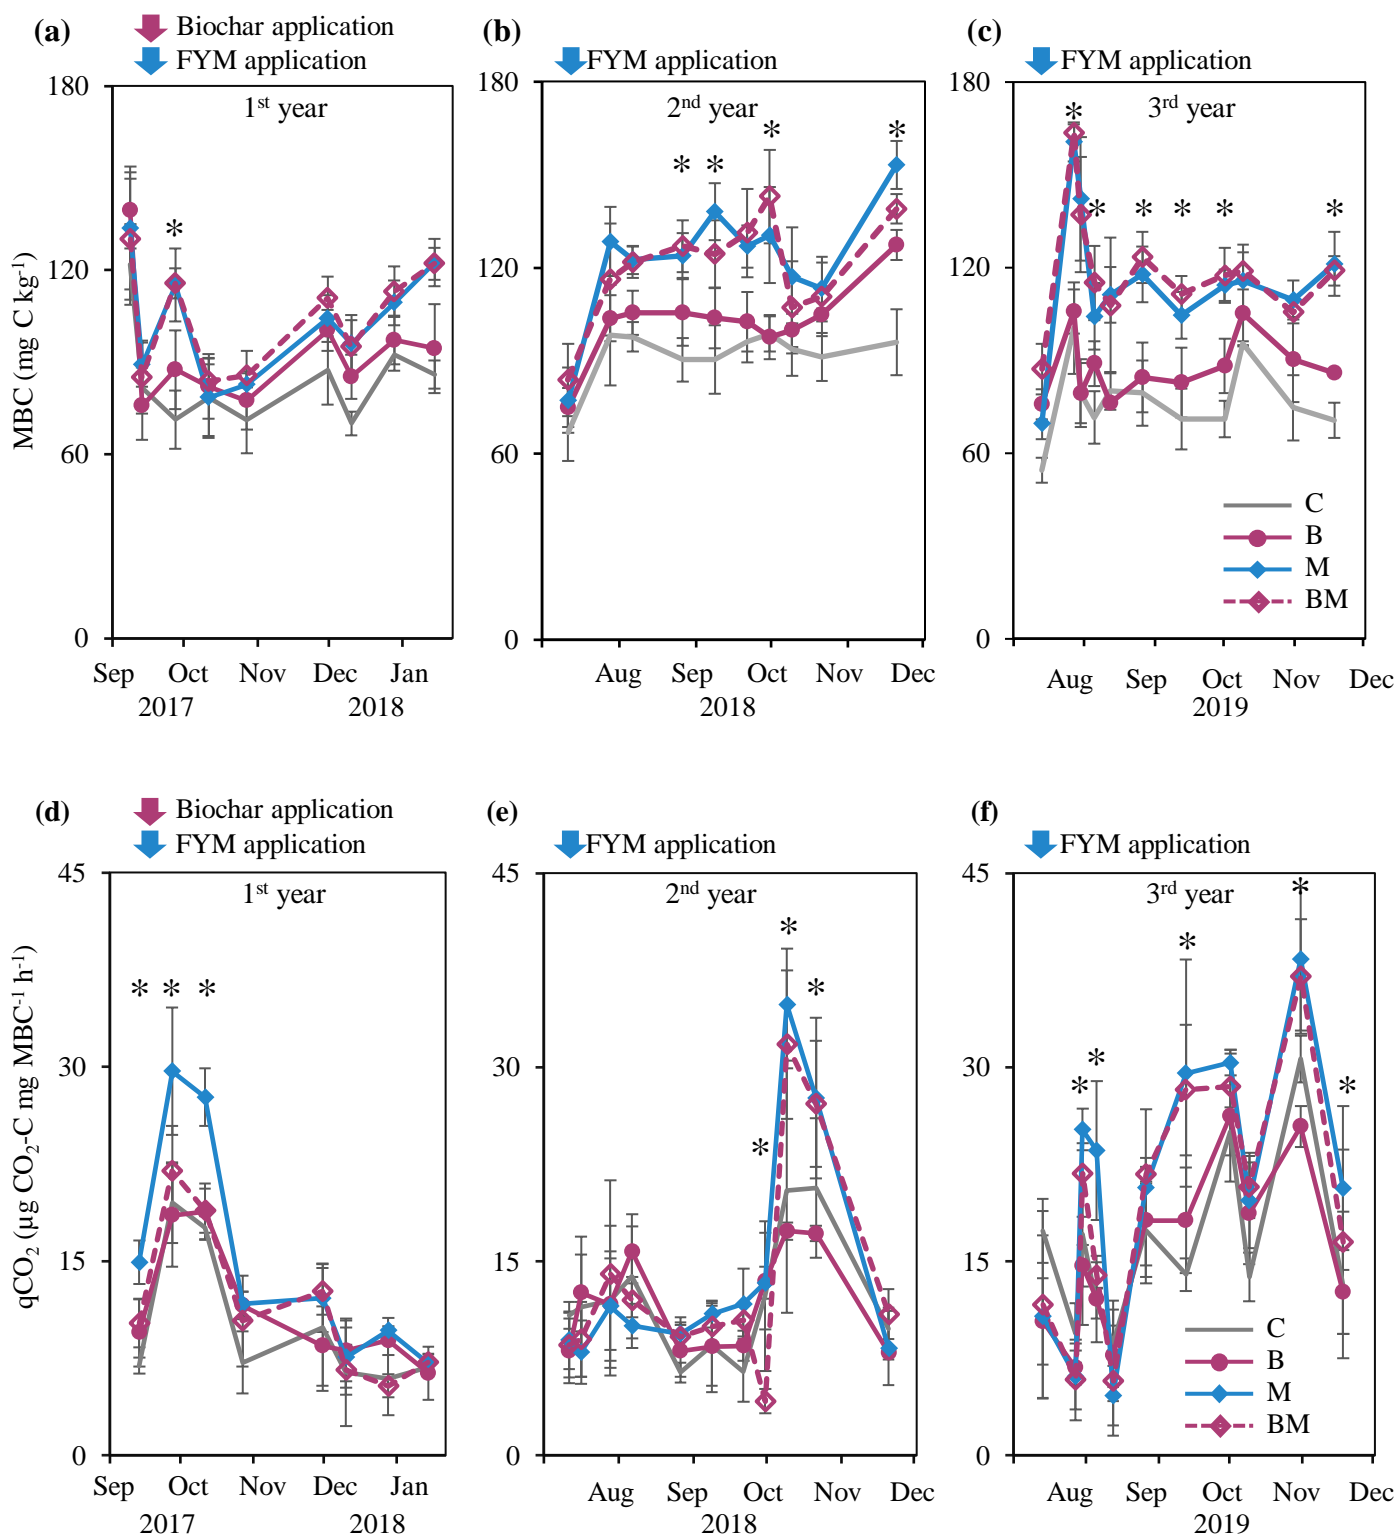 (a)
Biochar application
FYM application
(b)
FYM application
(c)
FYM application
MBC (mg C kg⁻¹)
180
120
60
0
1ˢᵗ year
*
Sep Oct Nov Dec Jan
2017 2018
180
120
60
0
2ⁿᵈ year
* * * *
Aug Sep Oct Nov Dec
2018
180
120
60
0
3ʳᵈ year
* * * * * *
C
B
M
BM
Aug Sep Oct Nov Dec
2019
(d)
Biochar application
FYM application
(e)
FYM application
(f)
FYM application
qCO₂ (µg CO₂-C mg MBC⁻¹ h⁻¹)
45
30
15
0
1ˢᵗ year
* * *
Sep Oct Nov Dec Jan
2017 2018
45
30
15
0
2ⁿᵈ year
* * *
Aug Sep Oct Nov Dec
2018
45
30
15
0
3ʳᵈ year
* * * * *
C
B
M
BM
Aug Sep Oct Nov Dec
2019